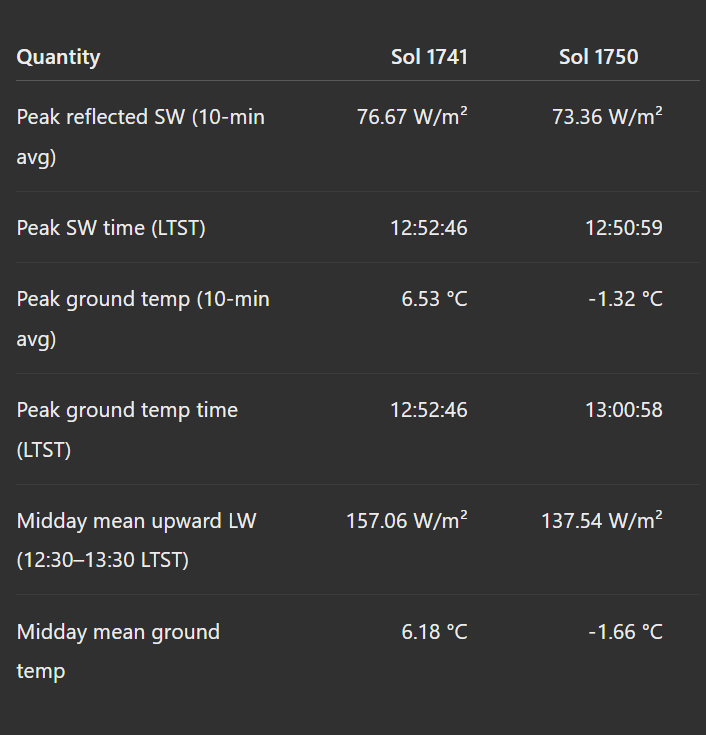 Quantity Sol 1741 Sol 1750
Peak reflected SW (10-min 76.67 W/m² 73.36 W/m²
avg)
Peak SW time (LTST) 12:52:46 12:50:59
Peak ground temp (10-min 6.53 °C -1.32 °C
avg)
Peak ground temp time 12:52:46 13:00:58
(LTST)
Midday mean upward LW 157.06 W/m² 137.54 W/m²
(12:30–13:30 LTST)
Midday mean ground 6.18 °C -1.66 °C
temp